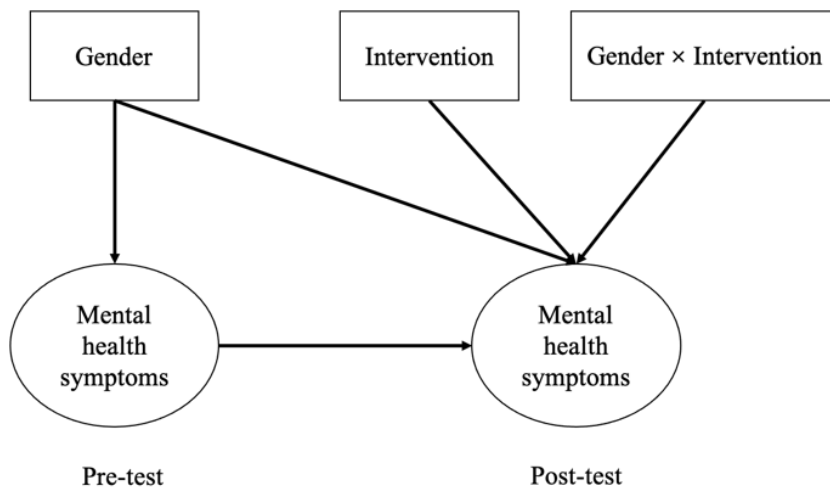 Gender
Intervention
Gender × Intervention
Mental
health
symptoms
Mental
health
symptoms
Pre-test
Post-test